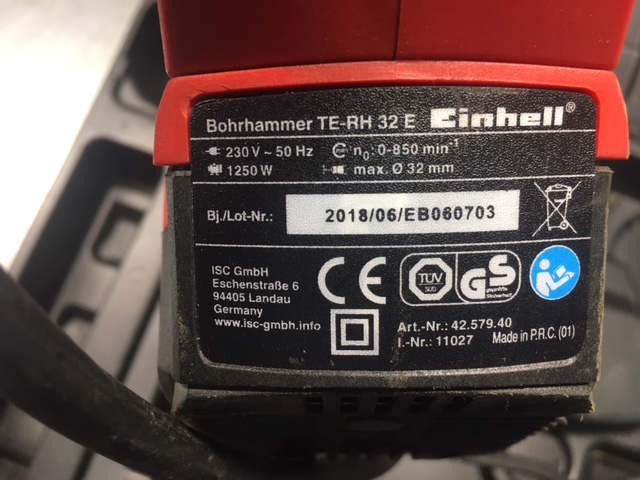 Bohrhammer TE-RH 32 E Einhell®
230 V ~ 50 Hz n0: 0-850 min-1
1250 W max. Ø 32 mm
Bj./Lot-Nr.: 2018/06/EB060703
ISC GmbH
Eschenstraße 6
94405 Landau
Germany
www.isc-gmbh.info
CE
TÜV
SÜD
GS
geprüfte
Sicherheit
Art.-Nr.: 42.579.40
I.-Nr.: 11027 Made in P.R.C. (01)